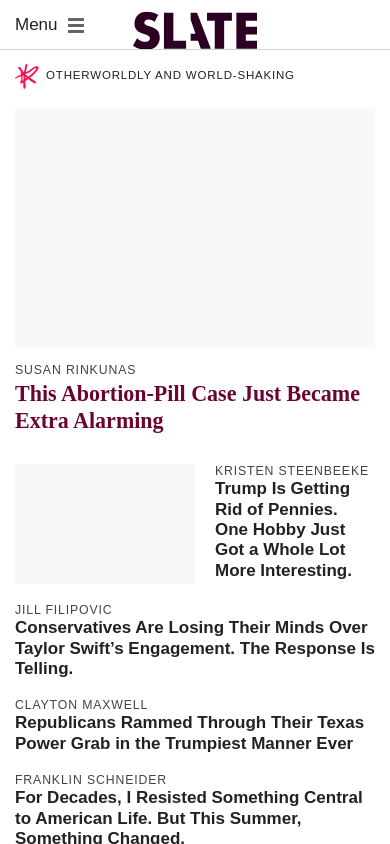 Menu
SLATE
OTHERWORLDLY AND WORLD-SHAKING
SUSAN RINKUNAS
This Abortion-Pill Case Just Became
Extra Alarming
KRISTEN STEENBEEKE
Trump Is Getting
Rid of Pennies.
One Hobby Just
Got a Whole Lot
More Interesting.
JILL FILIPOVIC
Conservatives Are Losing Their Minds Over
Taylor Swift’s Engagement. The Response Is
Telling.
CLAYTON MAXWELL
Republicans Rammed Through Their Texas
Power Grab in the Trumpiest Manner Ever
FRANKLIN SCHNEIDER
For Decades, I Resisted Something Central
to American Life. But This Summer,
Something Changed.